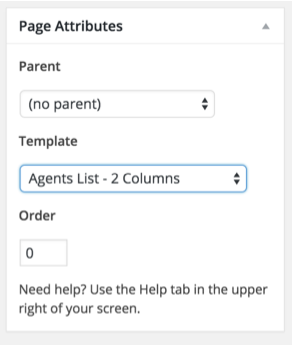 Page Attributes
Parent
(no parent)
Template
Agents List - 2 Columns
Order
0
Need help? Use the Help tab in the upper
right of your screen.